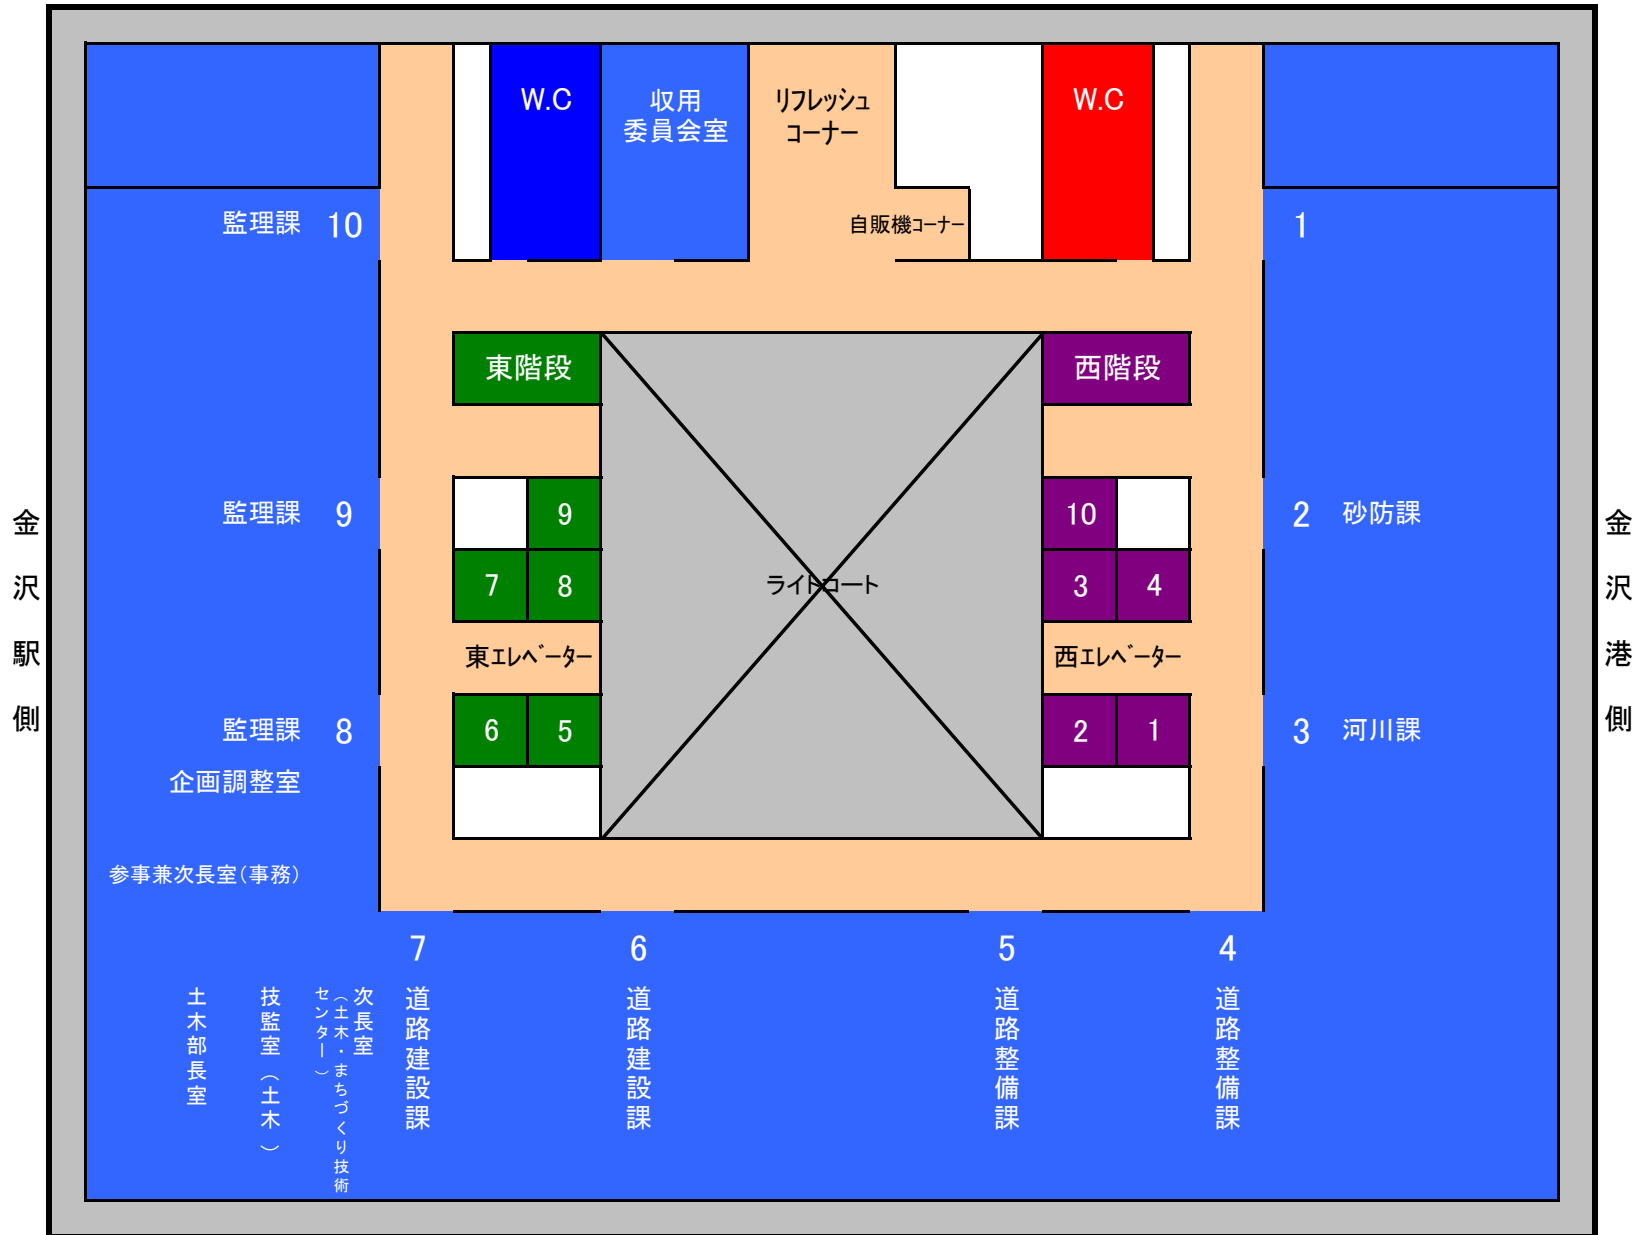 W.C
収用
委員会室
リフレッシュ
コーナー
W.C
監理課 10
自販機コーナー
1
東階段
西階段
監理課 9
9
10
2 砂防課
7 8
ライトコート
3 4
東エレベーター
西エレベーター
監理課 8
6 5
2 1
3 河川課
企画調整室
参事兼次長室(事務)
金沢駅側
金沢港側
7
6
5
4
土木部長室
技監室(土木)
次長室
(土木・まちづくり技術
センター)
道路建設課
道路建設課
道路整備課
道路整備課